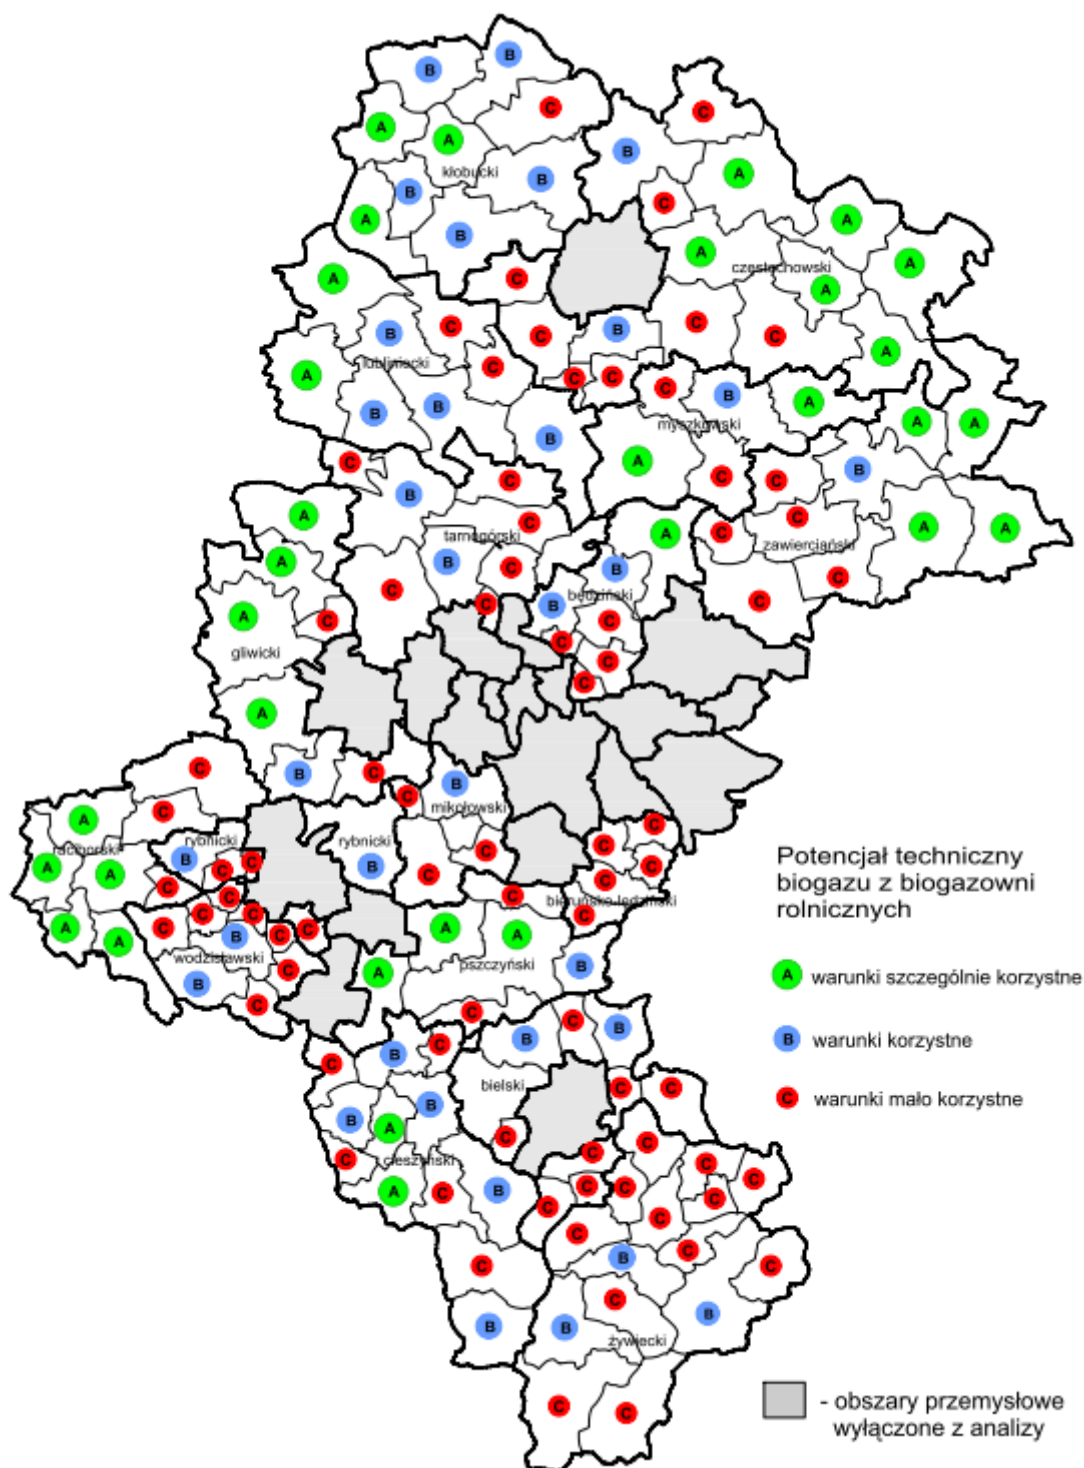 B
B
C
C
A
A
kłobucki
B
B
B
A
A
B
C
A
A
częstochowski
A
A
C
A
C
A
B
lubliniecki
C
C
C
B
C
C
A
A
C
C
C
B
myszkowski
A
B
B
B
A
A
C
B
A
C
C
B
C
A
C
tarnogórski
A
C
C
zawierciański
A
A
A
B
C
B
będziński
C
C
B
C
C
A
gliwicki
C
C
C
C
C
A
B
C
B
mikołowski
C
C
C
A
raciborski
rybnicki
rybnicki
C
C
C
C
A
A
B
C
C
B
C
C
C
bieruńsko-lędziński
C
C
C
C
C
A
A
C
B
C
C
wodzisławski
A
A
pszczyński
B
C
A
B
C
C
C
B
B
C
B
C
C
bielski
C
C
B
B
A
C
C
cieszyński
C
C
C
C
A
C
B
C
C
C
C
C
C
C
B
C
C
C
C
B
B
B
żywiecki
C
C
Potencjał techniczny
biogazu z biogazowni
rolnicznych
A warunki szczególnie korzystne
B warunki korzystne
C warunki mało korzystne
- obszary przemysłowe
wyłączone z analizy